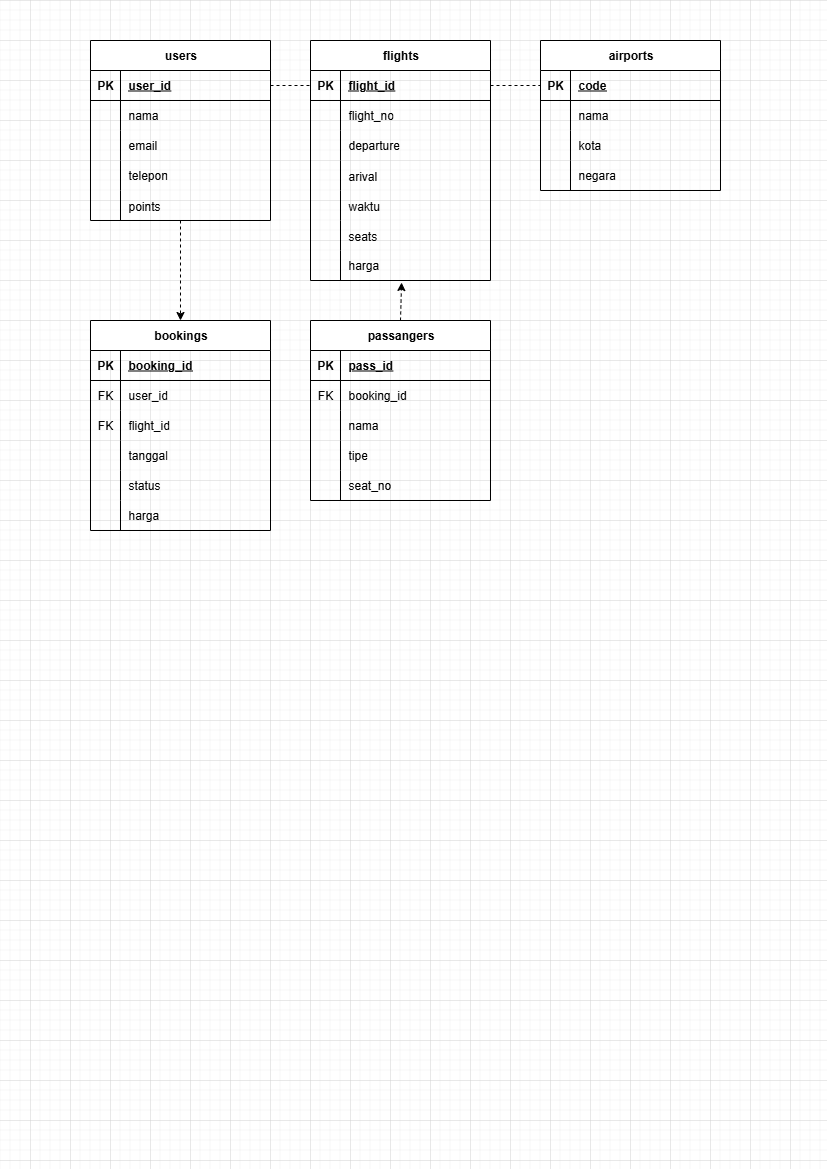 users
PK user_id
nama
email
telepon
points
flights
PK flight_id
flight_no
departure
arival
waktu
seats
harga
airports
PK code
nama
kota
negara
bookings
PK booking_id
FK user_id
FK flight_id
tanggal
status
harga
passangers
PK pass_id
FK booking_id
nama
tipe
seat_no